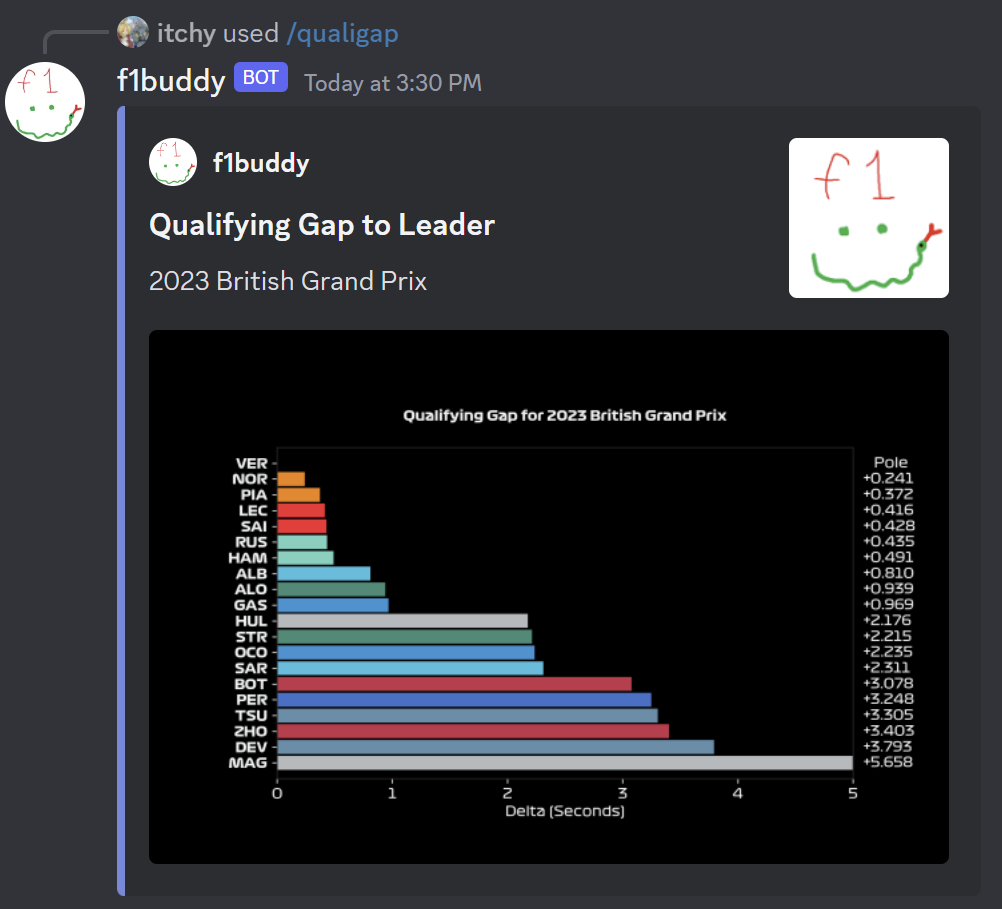 itchy used /qualigap
f1buddy BOT Today at 3:30 PM
f1
f1buddy
f1
f1
Qualifying Gap to Leader
2023 British Grand Prix
Qualifying Gap for 2023 British Grand Prix
VER Pole
NOR +0.241
PIA +0.372
LEC +0.416
SAI +0.428
RUS +0.435
HAM +0.491
ALB +0.810
ALO +0.939
GAS +0.969
HUL +2.176
STR +2.215
OCO +2.235
SAR +2.311
BOT +3.078
PER +3.248
TSU +3.305
ZHO +3.403
DEV +3.793
MAG +5.658
0 1 2 3 4 5
Delta (Seconds)